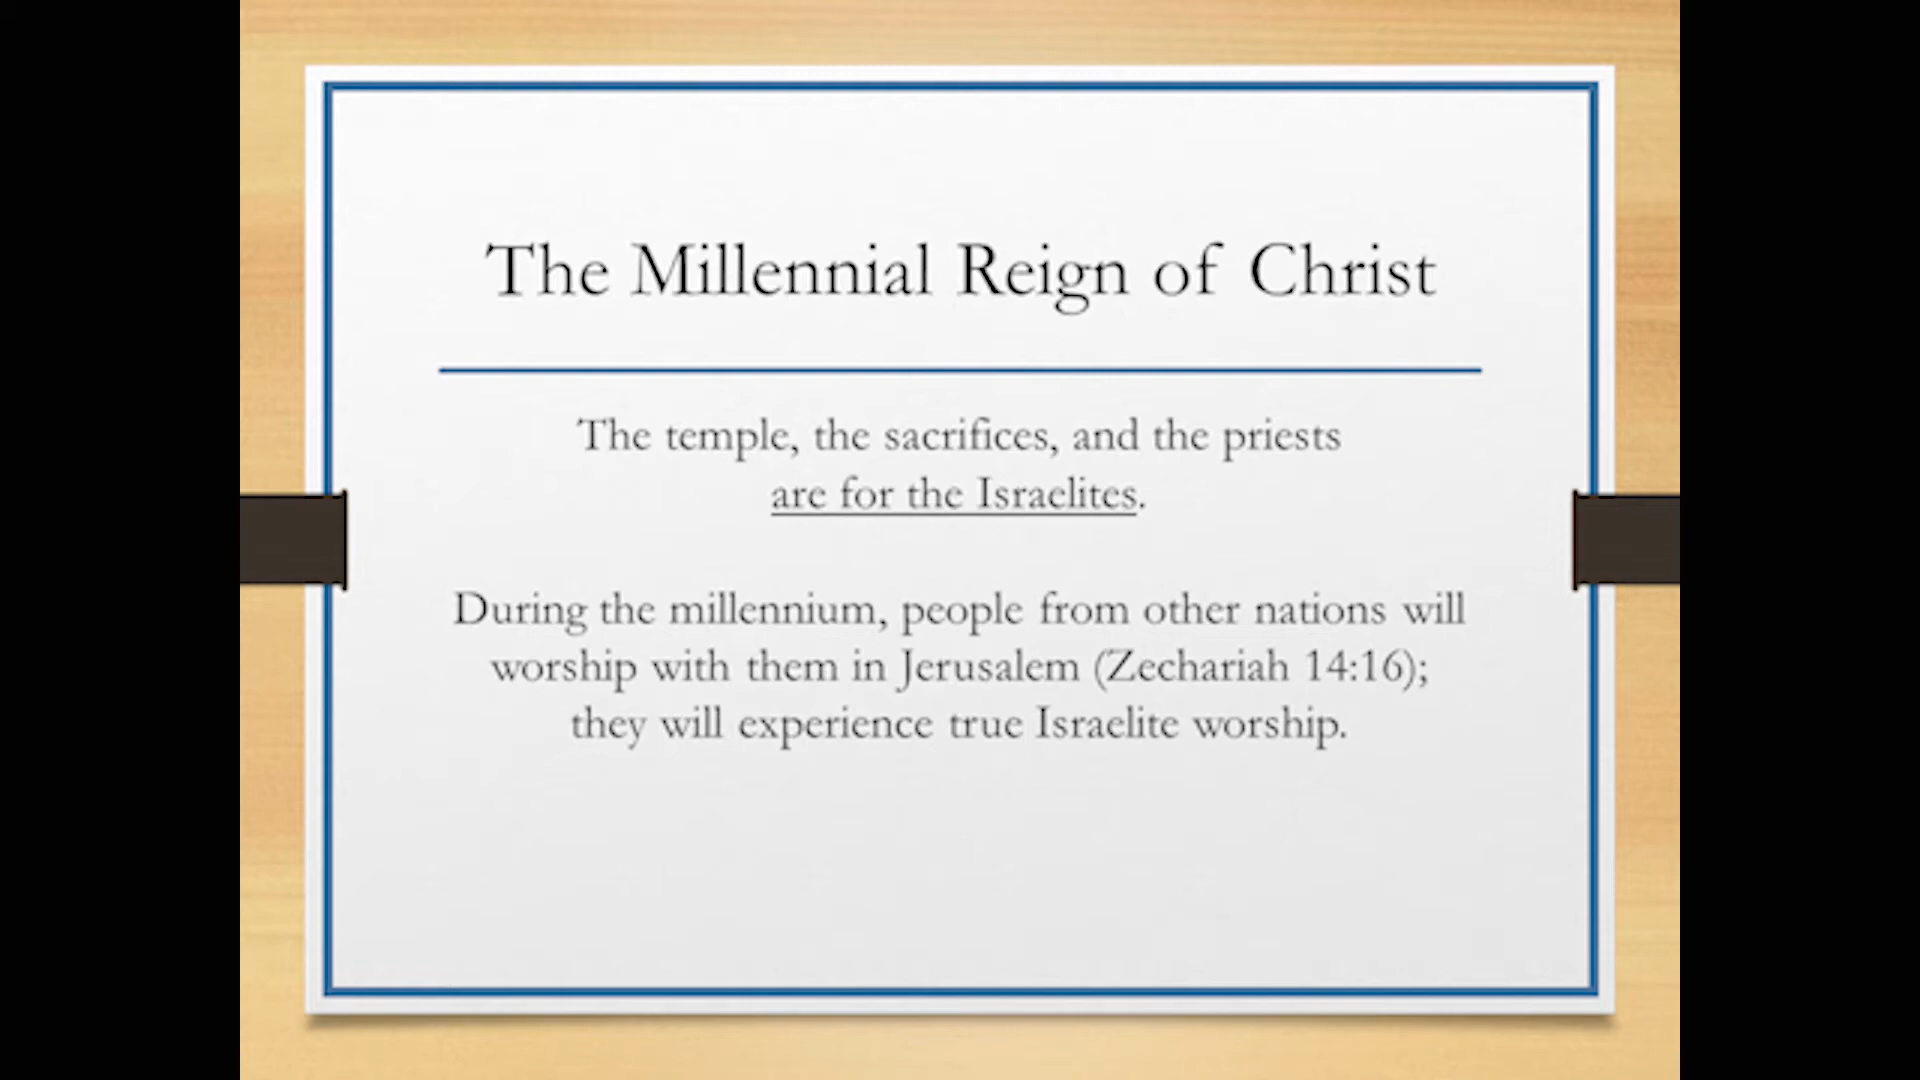 The Millennial Reign of Christ
The temple, the sacrifices, and the priests
are for the Israelites.
During the millennium, people from other nations will
worship with them in Jerusalem (Zechariah 14:16);
they will experience true Israelite worship.